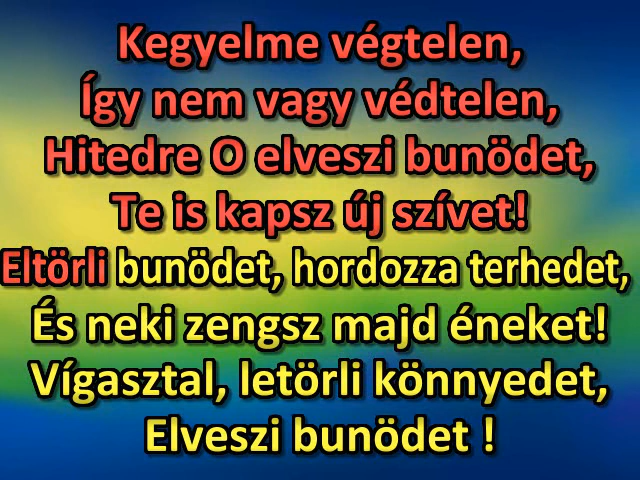 Kegyelme végtelen,
Így nem vagy védtelen,
Hitedre O elveszi bunödet,
Te is kapsz új szívet!
Eltörli bunödet, hordozza terhedet,
És neki zengsz majd éneket!
Vígasztal, letörli könnyedet,
Elveszi bunödet !